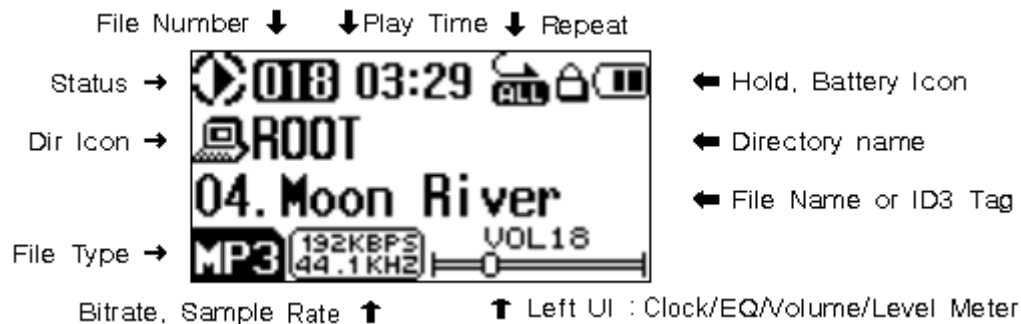 File Number ↓ ↓Play Time ↓ Repeat
Status → 018 03:29 ALL ← Hold, Battery Icon
Dir Icon → ROOT ← Directory name
04. Moon River ← File Name or ID3 Tag
File Type → MP3 192KBPS 44.1KHZ VOL18
Bitrate, Sample Rate ↑ ↑ Left UI : Clock/EQ/Volume/Level Meter